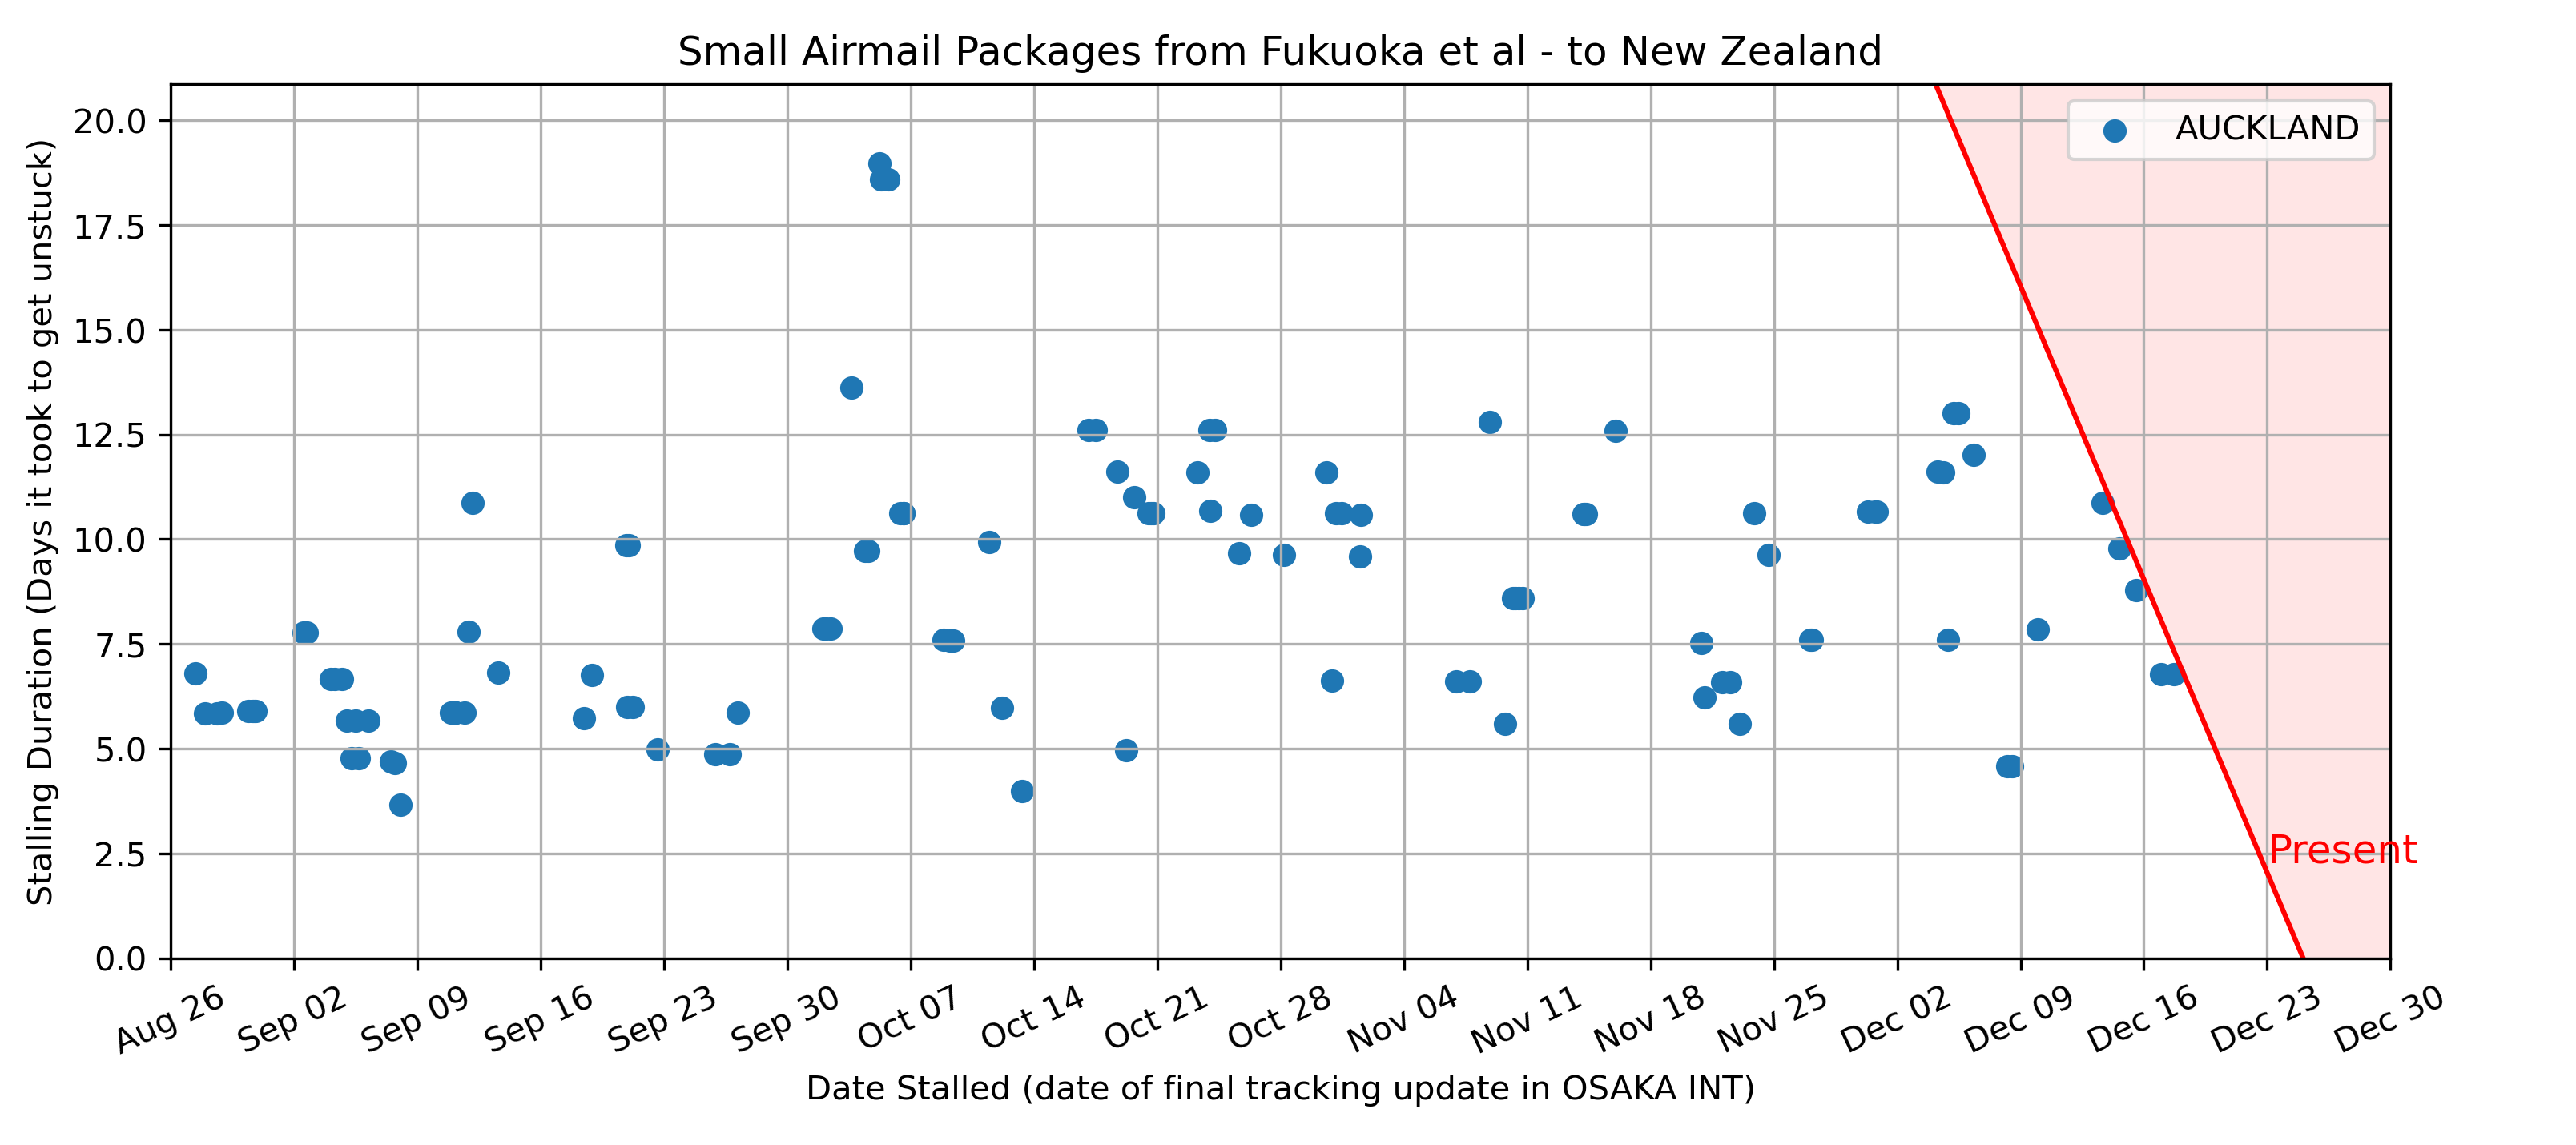 Small Airmail Packages from Fukuoka et al - to New Zealand
AUCKLAND
Stalling Duration (Days it took to get unstuck)
20.0
17.5
15.0
12.5
10.0
7.5
5.0
2.5
0.0
Present
Aug 26 Sep 02 Sep 09 Sep 16 Sep 23 Sep 30 Oct 07 Oct 14 Oct 21 Oct 28 Nov 04 Nov 11 Nov 18 Nov 25 Dec 02 Dec 09 Dec 16 Dec 23 Dec 30
Date Stalled (date of final tracking update in OSAKA INT)